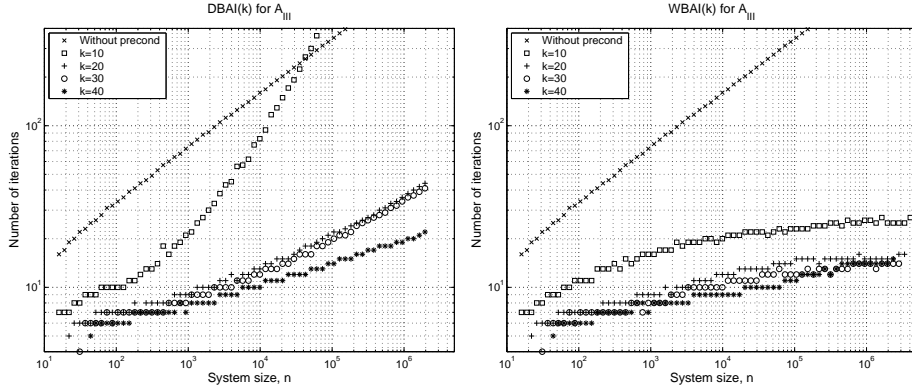 DBAI(k) for A_III
Without precond
k=10
k=20
k=30
k=40
Number of iterations
10^2
10^1
10^1 10^2 10^3 10^4 10^5 10^6
System size, n
WBAI(k) for A_III
Without precond
k=10
k=20
k=30
k=40
Number of iterations
10^2
10^1
10^1 10^2 10^3 10^4 10^5 10^6
System size, n